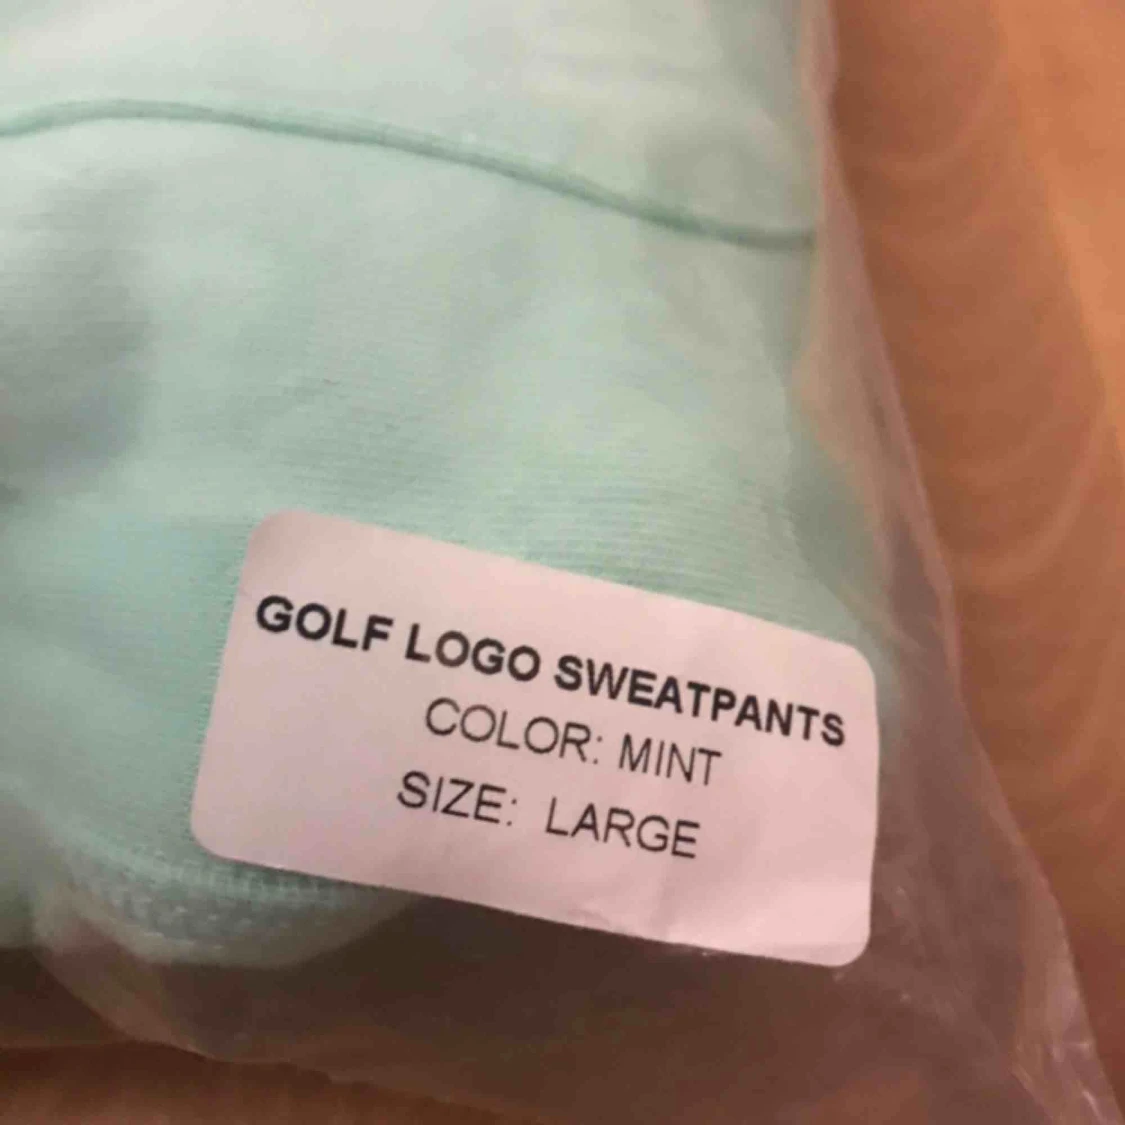 GOLF LOGO SWEATPANTS
COLOR: MINT
SIZE: LARGE